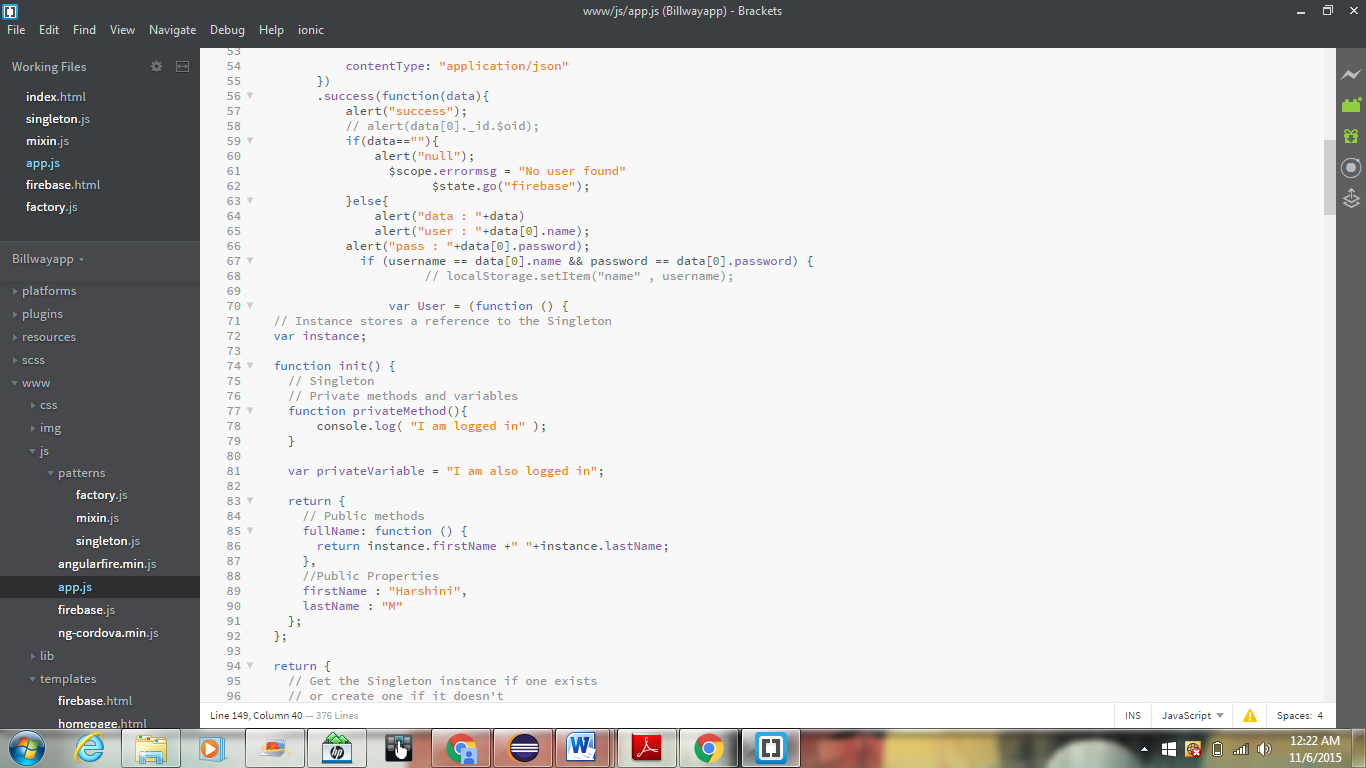 www/js/app.js (Billwayapp) - Brackets
File Edit Find View Navigate Debug Help ionic
Working Files
index.html
singleton.js
mixin.js
app.js
firebase.html
factory.js
Billwayapp
platforms
plugins
resources
scss
www
css
img
js
patterns
factory.js
mixin.js
singleton.js
angularfire.min.js
app.js
firebase.js
ng-cordova.min.js
lib
templates
firebase.html
homepage.html
53
54 contentType: "application/json"
55 })
56 .success(function(data){
57 alert("success");
58 // alert(data[0]._id.$oid);
59 if(data==""){
60 alert("null");
61 $scope.errormsg = "No user found"
62 $state.go("firebase");
63 }else{
64 alert("data : "+data)
65 alert("user : "+data[0].name);
66 alert("pass : "+data[0].password);
67 if (username == data[0].name && password == data[0].password) {
68 // localStorage.setItem("name" , username);
69
70 var User = (function () {
71 // Instance stores a reference to the Singleton
72 var instance;
73
74 function init() {
75 // Singleton
76 // Private methods and variables
77 function privateMethod(){
78 console.log( "I am logged in" );
79 }
80
81 var privateVariable = "I am also logged in";
82
83 return {
84 // Public methods
85 fullName: function () {
86 return instance.firstName +" "+instance.lastName;
87 },
88 //Public Properties
89 firstName : "Harshini",
90 lastName : "M"
91 };
92 };
93
94 return {
95 // Get the Singleton instance if one exists
96 // or create one if it doesn't
Line 149, Column 40 — 376 Lines
INS JavaScript Spaces: 4
hp
12:22 AM
11/6/2015